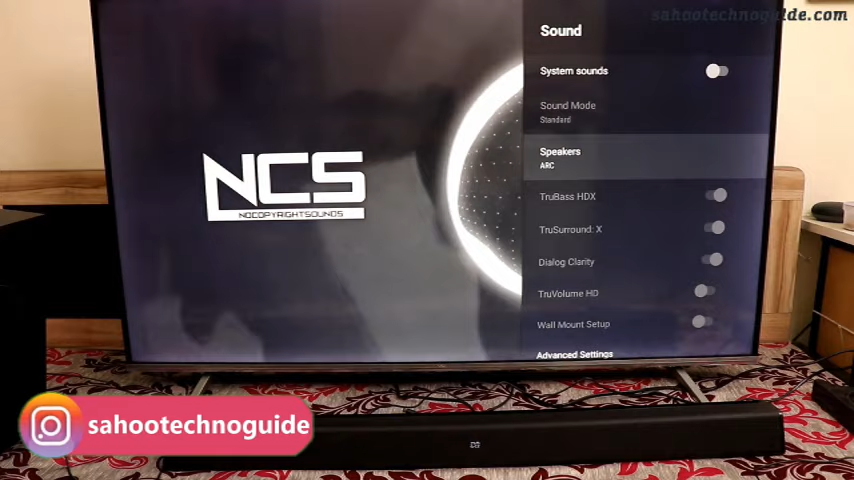 sahootechnoguide.com
Sound
System sounds
Sound Mode
Standard
Speakers
ARC
TruBass HDX
TruSurround: X
Dialog Clarity
TruVolume HD
Wall Mount Setup
Advanced Settings
NCS
NOCOPYRIGHTSOUNDS
sahootechnoguide